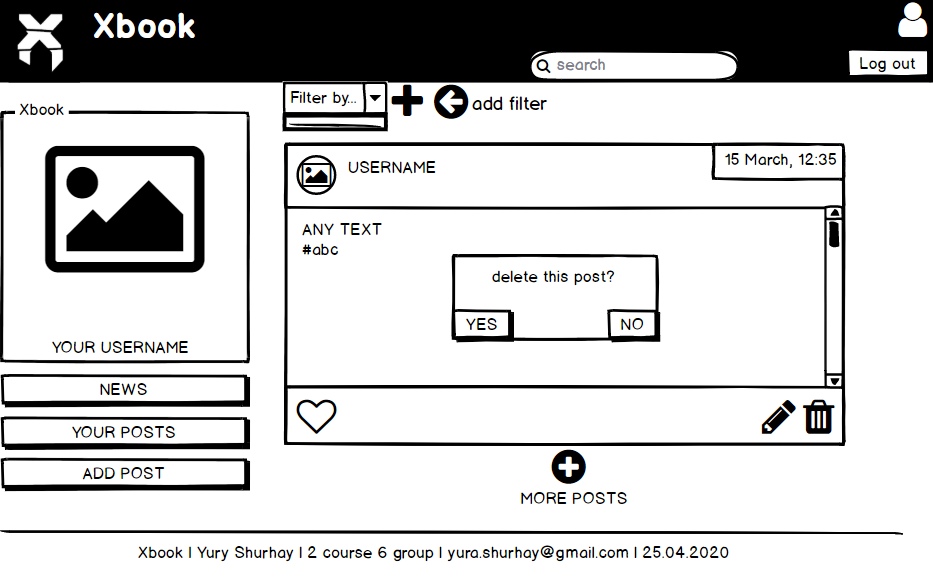 Xbook
search
Log out
Filter by...
add filter
Xbook
YOUR USERNAME
NEWS
YOUR POSTS
ADD POST
USERNAME
15 March, 12:35
ANY TEXT
#abc
delete this post?
YES
NO
MORE POSTS
Xbook | Yury Shurhay | 2 course 6 group | yura.shurhay@gmail.com | 25.04.2020